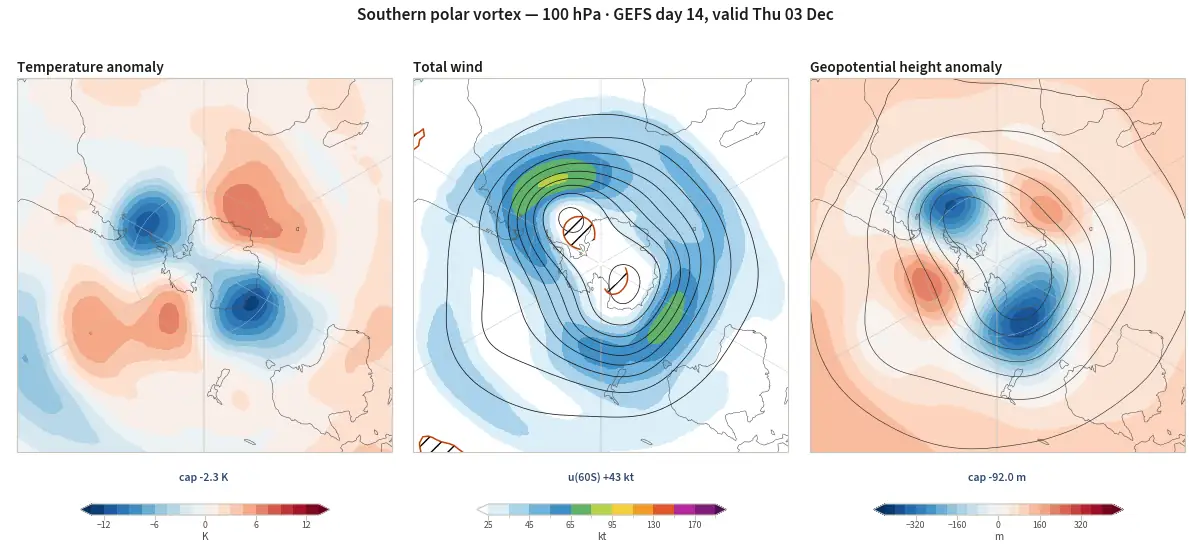 Southern polar vortex — 100 hPa · GEFS day 14, valid Thu 03 Dec
Temperature anomaly
Total wind
Geopotential height anomaly
cap -2.3 K
u(60S) +43 kt
cap -92.0 m
−12 −6 0 6 12
K
25 45 65 95 130 170
kt
−320 −160 0 160 320
m